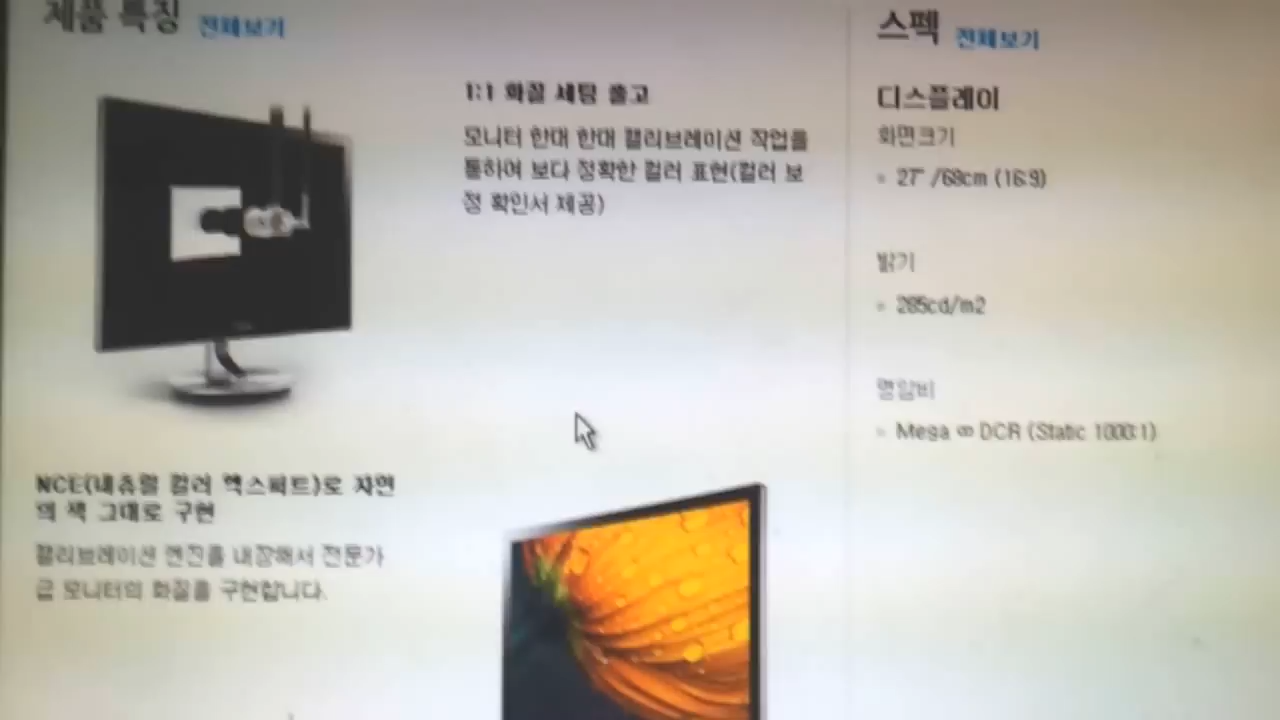 제품 특징 전체보기
1:1 화질 세팅 출고
모니터 한대 한대 캘리브레이션 작업을
통하여 보다 정확한 컬러 표현(컬러 보
정 확인서 제공)
NCE(내츄럴 컬러 엑스퍼트)로 자연
의 색 그대로 구현
캘리브레이션 엔진을 내장해서 전문가
급 모니터의 화질을 구현합니다.
스펙 전체보기
디스플레이
화면크기
27" /68cm (16:9)
밝기
285cd/m2
명암비
Mega ∞ DCR (Static 1000:1)